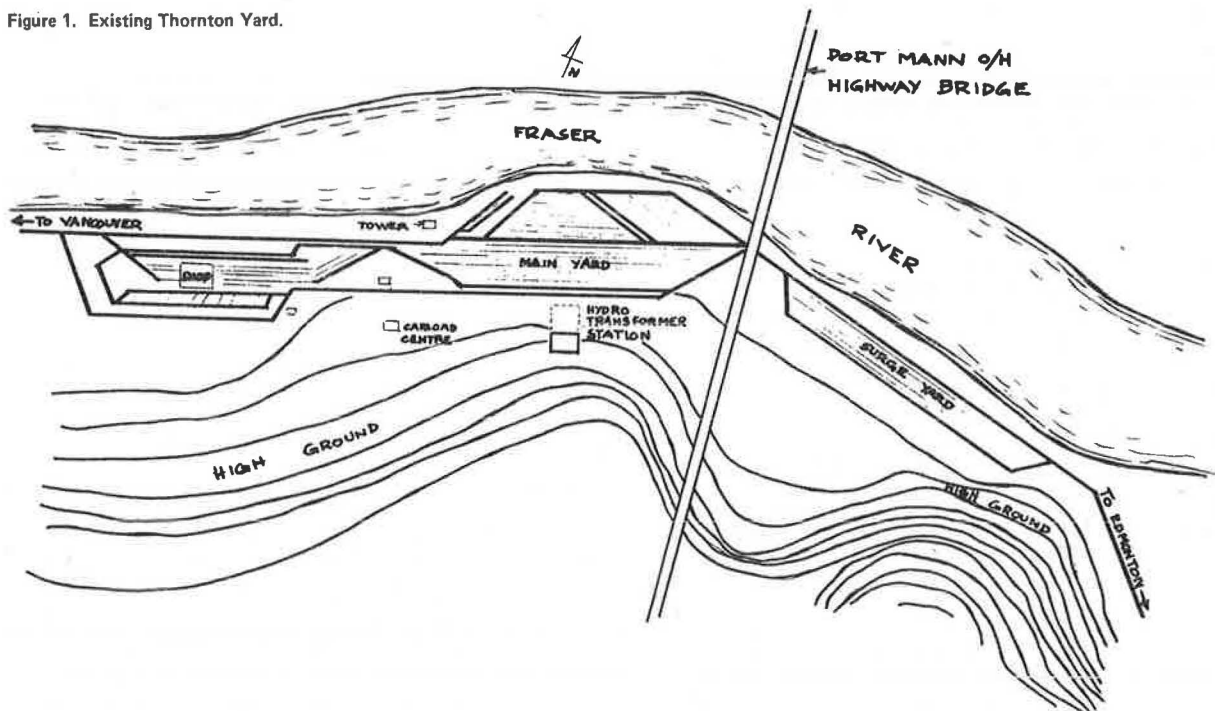 Figure 1. Existing Thornton Yard.
N
PORT MANN O/H
HIGHWAY BRIDGE
FRASER
RIVER
TO VANCOUVER
TOWER
MAIN YARD
SHOP
CARLOAD
CENTRE
HYDRO
TRANSFORMER
STATION
SURGE YARD
HIGH GROUND
HIGH
GROUND
TO EDMONTON